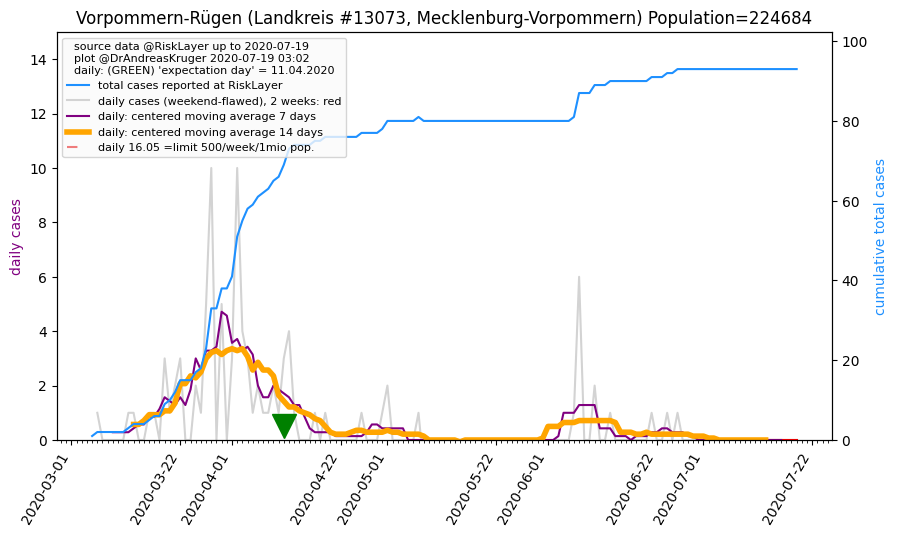 Vorpommern-Rügen (Landkreis #13073, Mecklenburg-Vorpommern) Population=224684
source data @RiskLayer up to 2020-07-19
plot @DrAndreasKruger 2020-07-19 03:02
daily: (GREEN) 'expectation day' = 11.04.2020
total cases reported at RiskLayer
daily cases (weekend-flawed), 2 weeks: red
daily: centered moving average 7 days
daily: centered moving average 14 days
daily 16.05 =limit 500/week/1mio pop.
daily cases
14
12
10
8
6
4
2
0
100
80
60
40
20
0
cumulative total cases
2020-03-01
2020-03-22
2020-04-01
2020-04-22
2020-05-01
2020-05-22
2020-06-01
2020-06-22
2020-07-01
2020-07-22